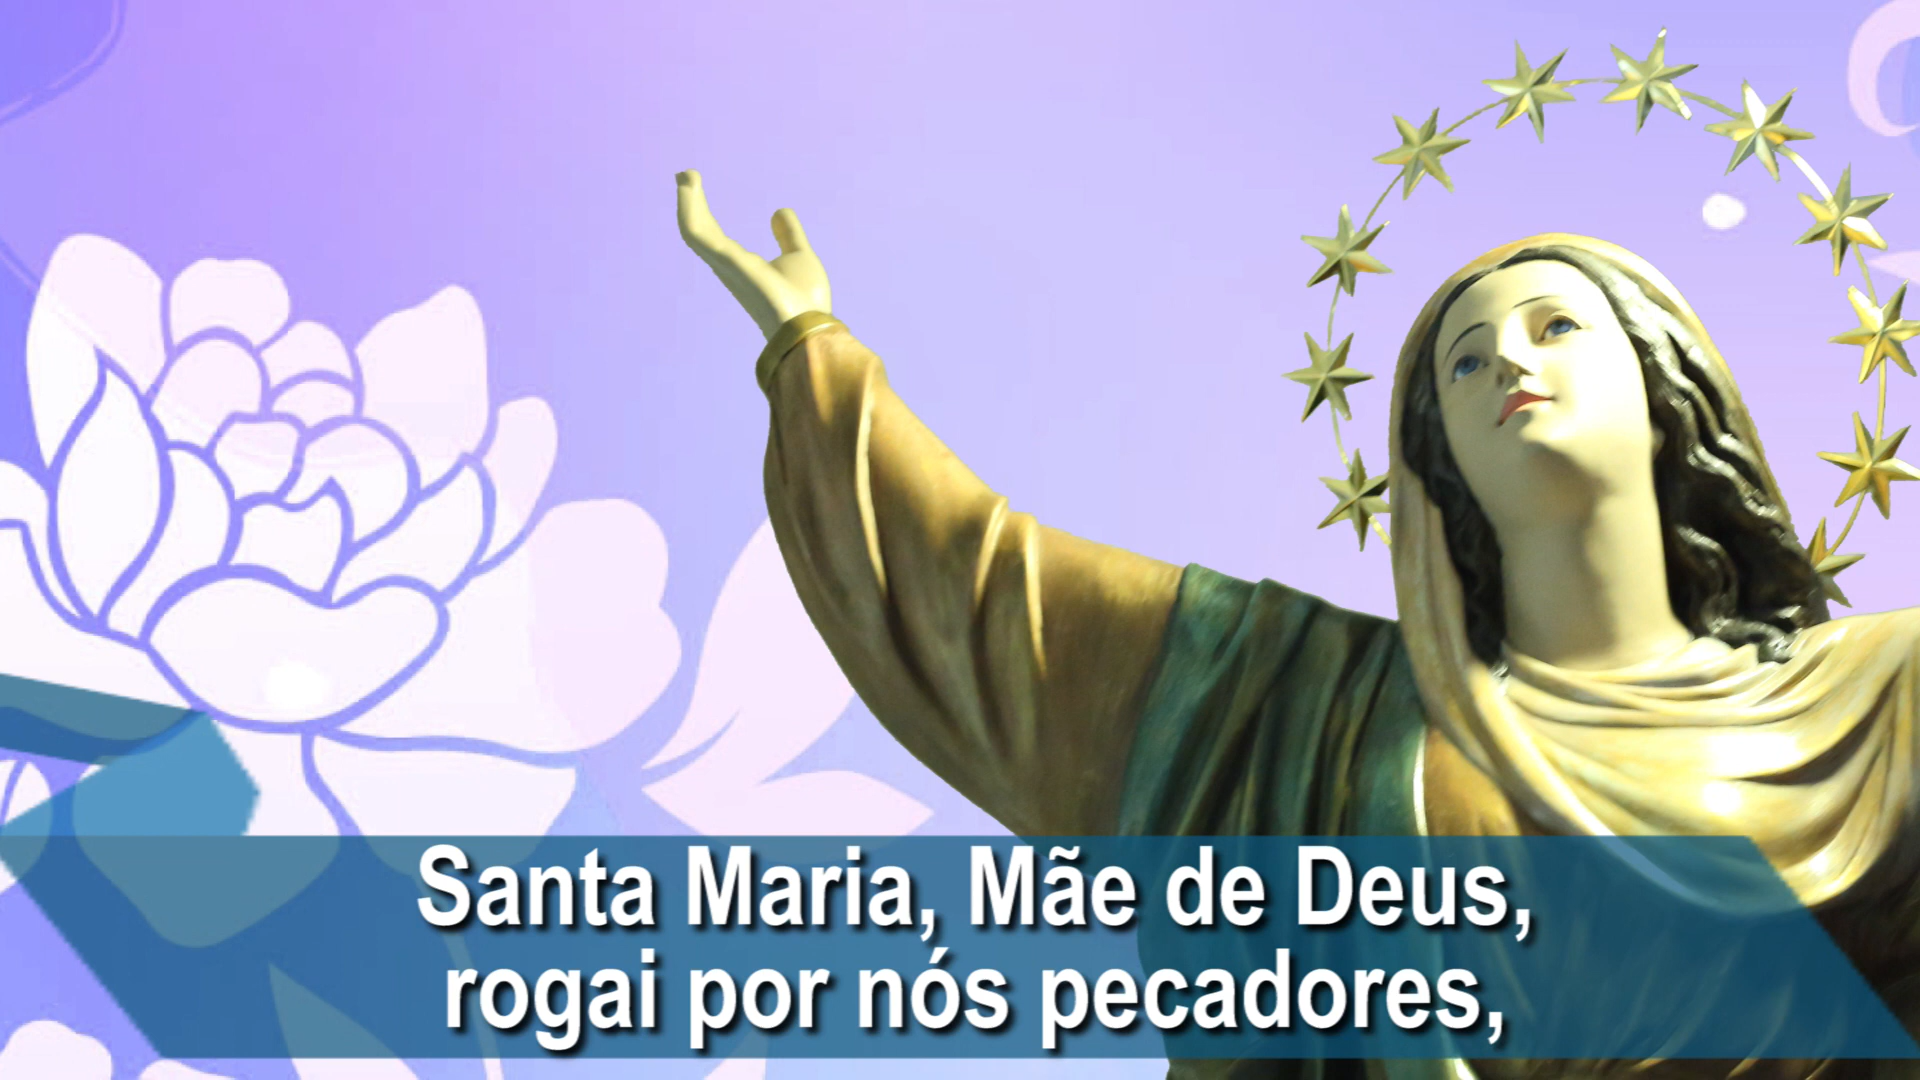 Santa Maria, Mãe de Deus,
rogai por nós pecadores,